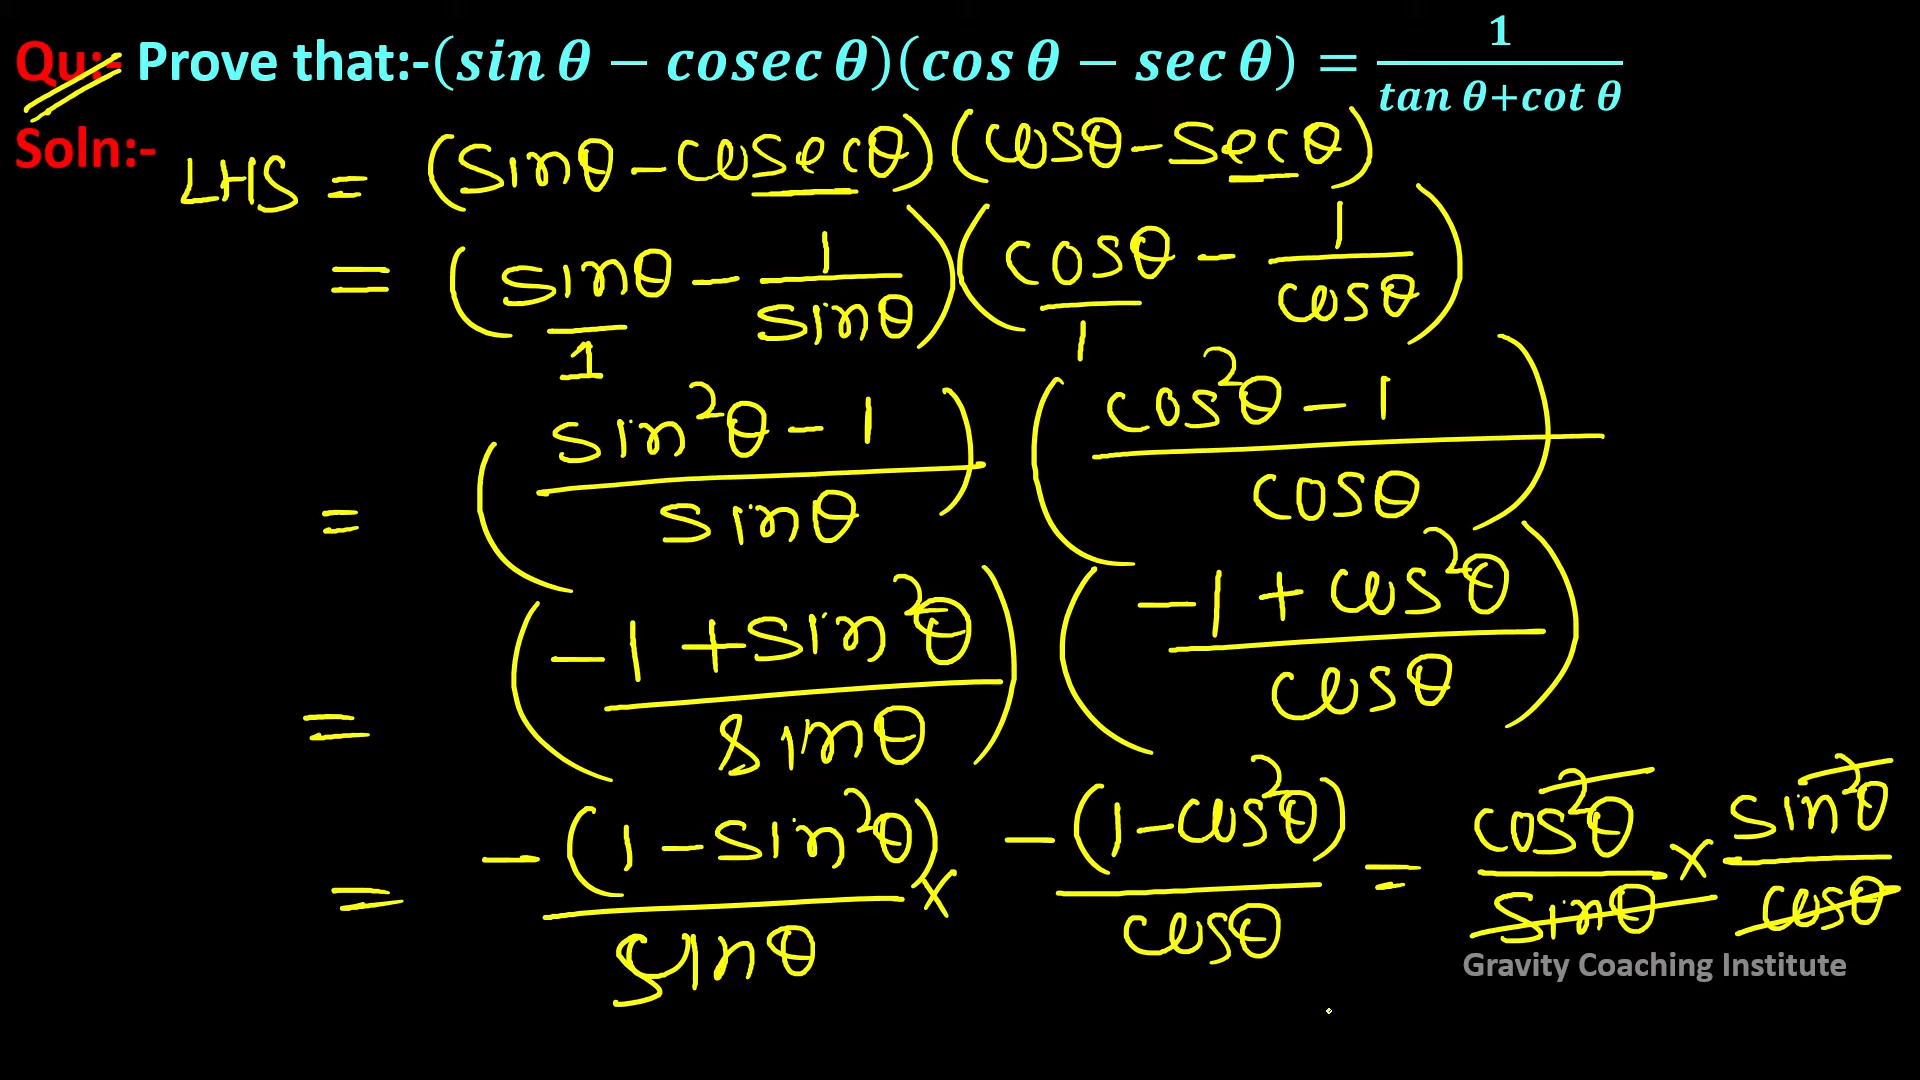 Qu:- Prove that:-(sin θ − cosec θ)(cos θ − sec θ) = 1/(tan θ+cot θ)
Soln:-
LHS = (sinθ - cosecθ)(cosθ - secθ)
= (sinθ/1 - 1/sinθ)(cosθ/1 - 1/cosθ)
= ((sin²θ - 1)/sinθ) ((cos²θ - 1)/cosθ)
= ((-1 + sin²θ)/sinθ) ((-1 + cos²θ)/cosθ)
= -(1 - sin²θ)/sinθ × -(1 - cos²θ)/cosθ = cos²θ/sinθ × sin²θ/cosθ
Gravity Coaching Institute